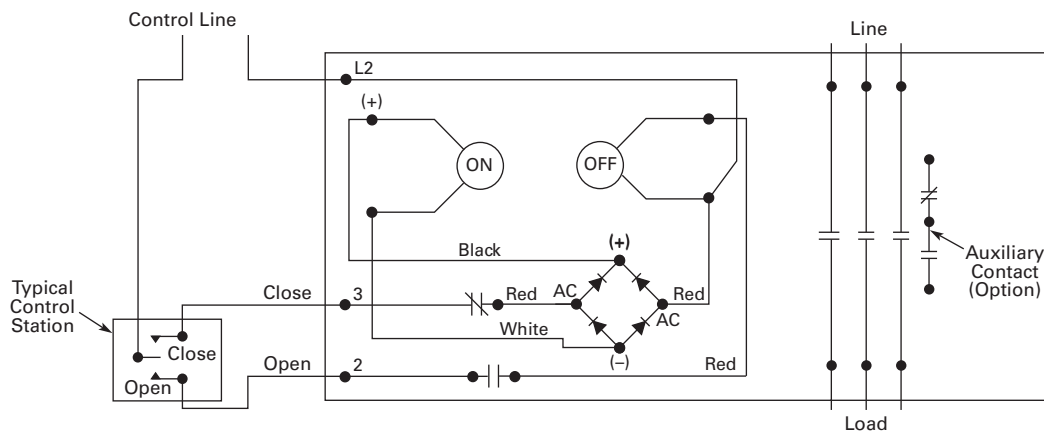 Control Line
Line
L2
(+)
ON
OFF
Black
(+)
Auxiliary
Contact
(Option)
Typical
Control
Station
Close
3
Red
AC
Red
AC
White
Close
(–)
Open
2
Red
Open
Load